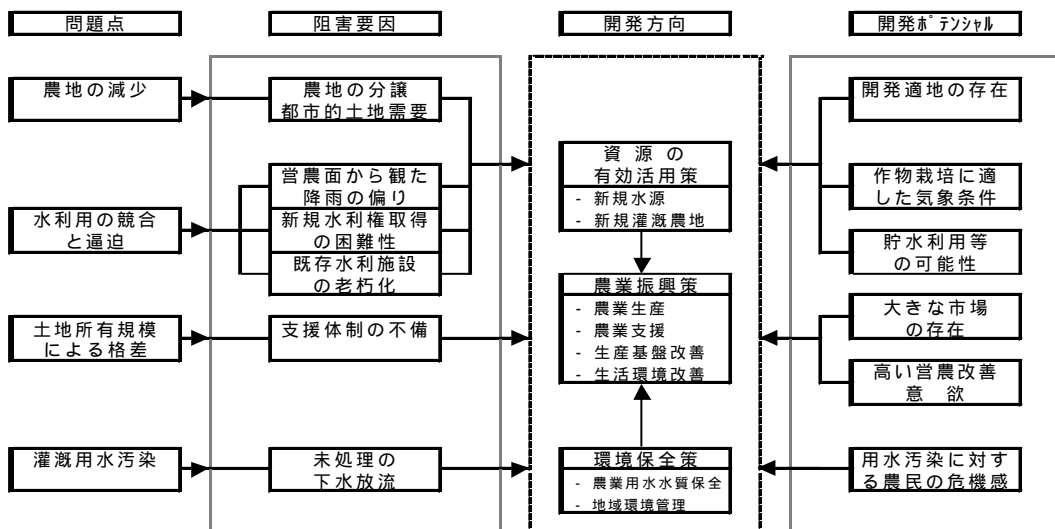 問題点
阻害要因
開発方向
開発ﾎﾟﾃﾝｼｬﾙ
農地の減少
水利用の競合
と逼迫
土地所有規模
による格差
灌漑用水汚染
農地の分譲
都市的土地需要
営農面から観た
降雨の偏り
新規水利権取得
の困難性
既存水利施設
の老朽化
支援体制の不備
未処理の
下水放流
資源の
有効活用策
- 新規水源
- 新規灌漑農地
農業振興策
- 農業生産
- 農業支援
- 生産基盤改善
- 生活環境改善
環境保全策
- 農業用水水質保全
- 地域環境管理
開発適地の存在
作物栽培に適
した気象条件
貯水利用等
の可能性
大きな市場
の存在
高い営農改善
意 欲
用水汚染に対す
る農民の危機感